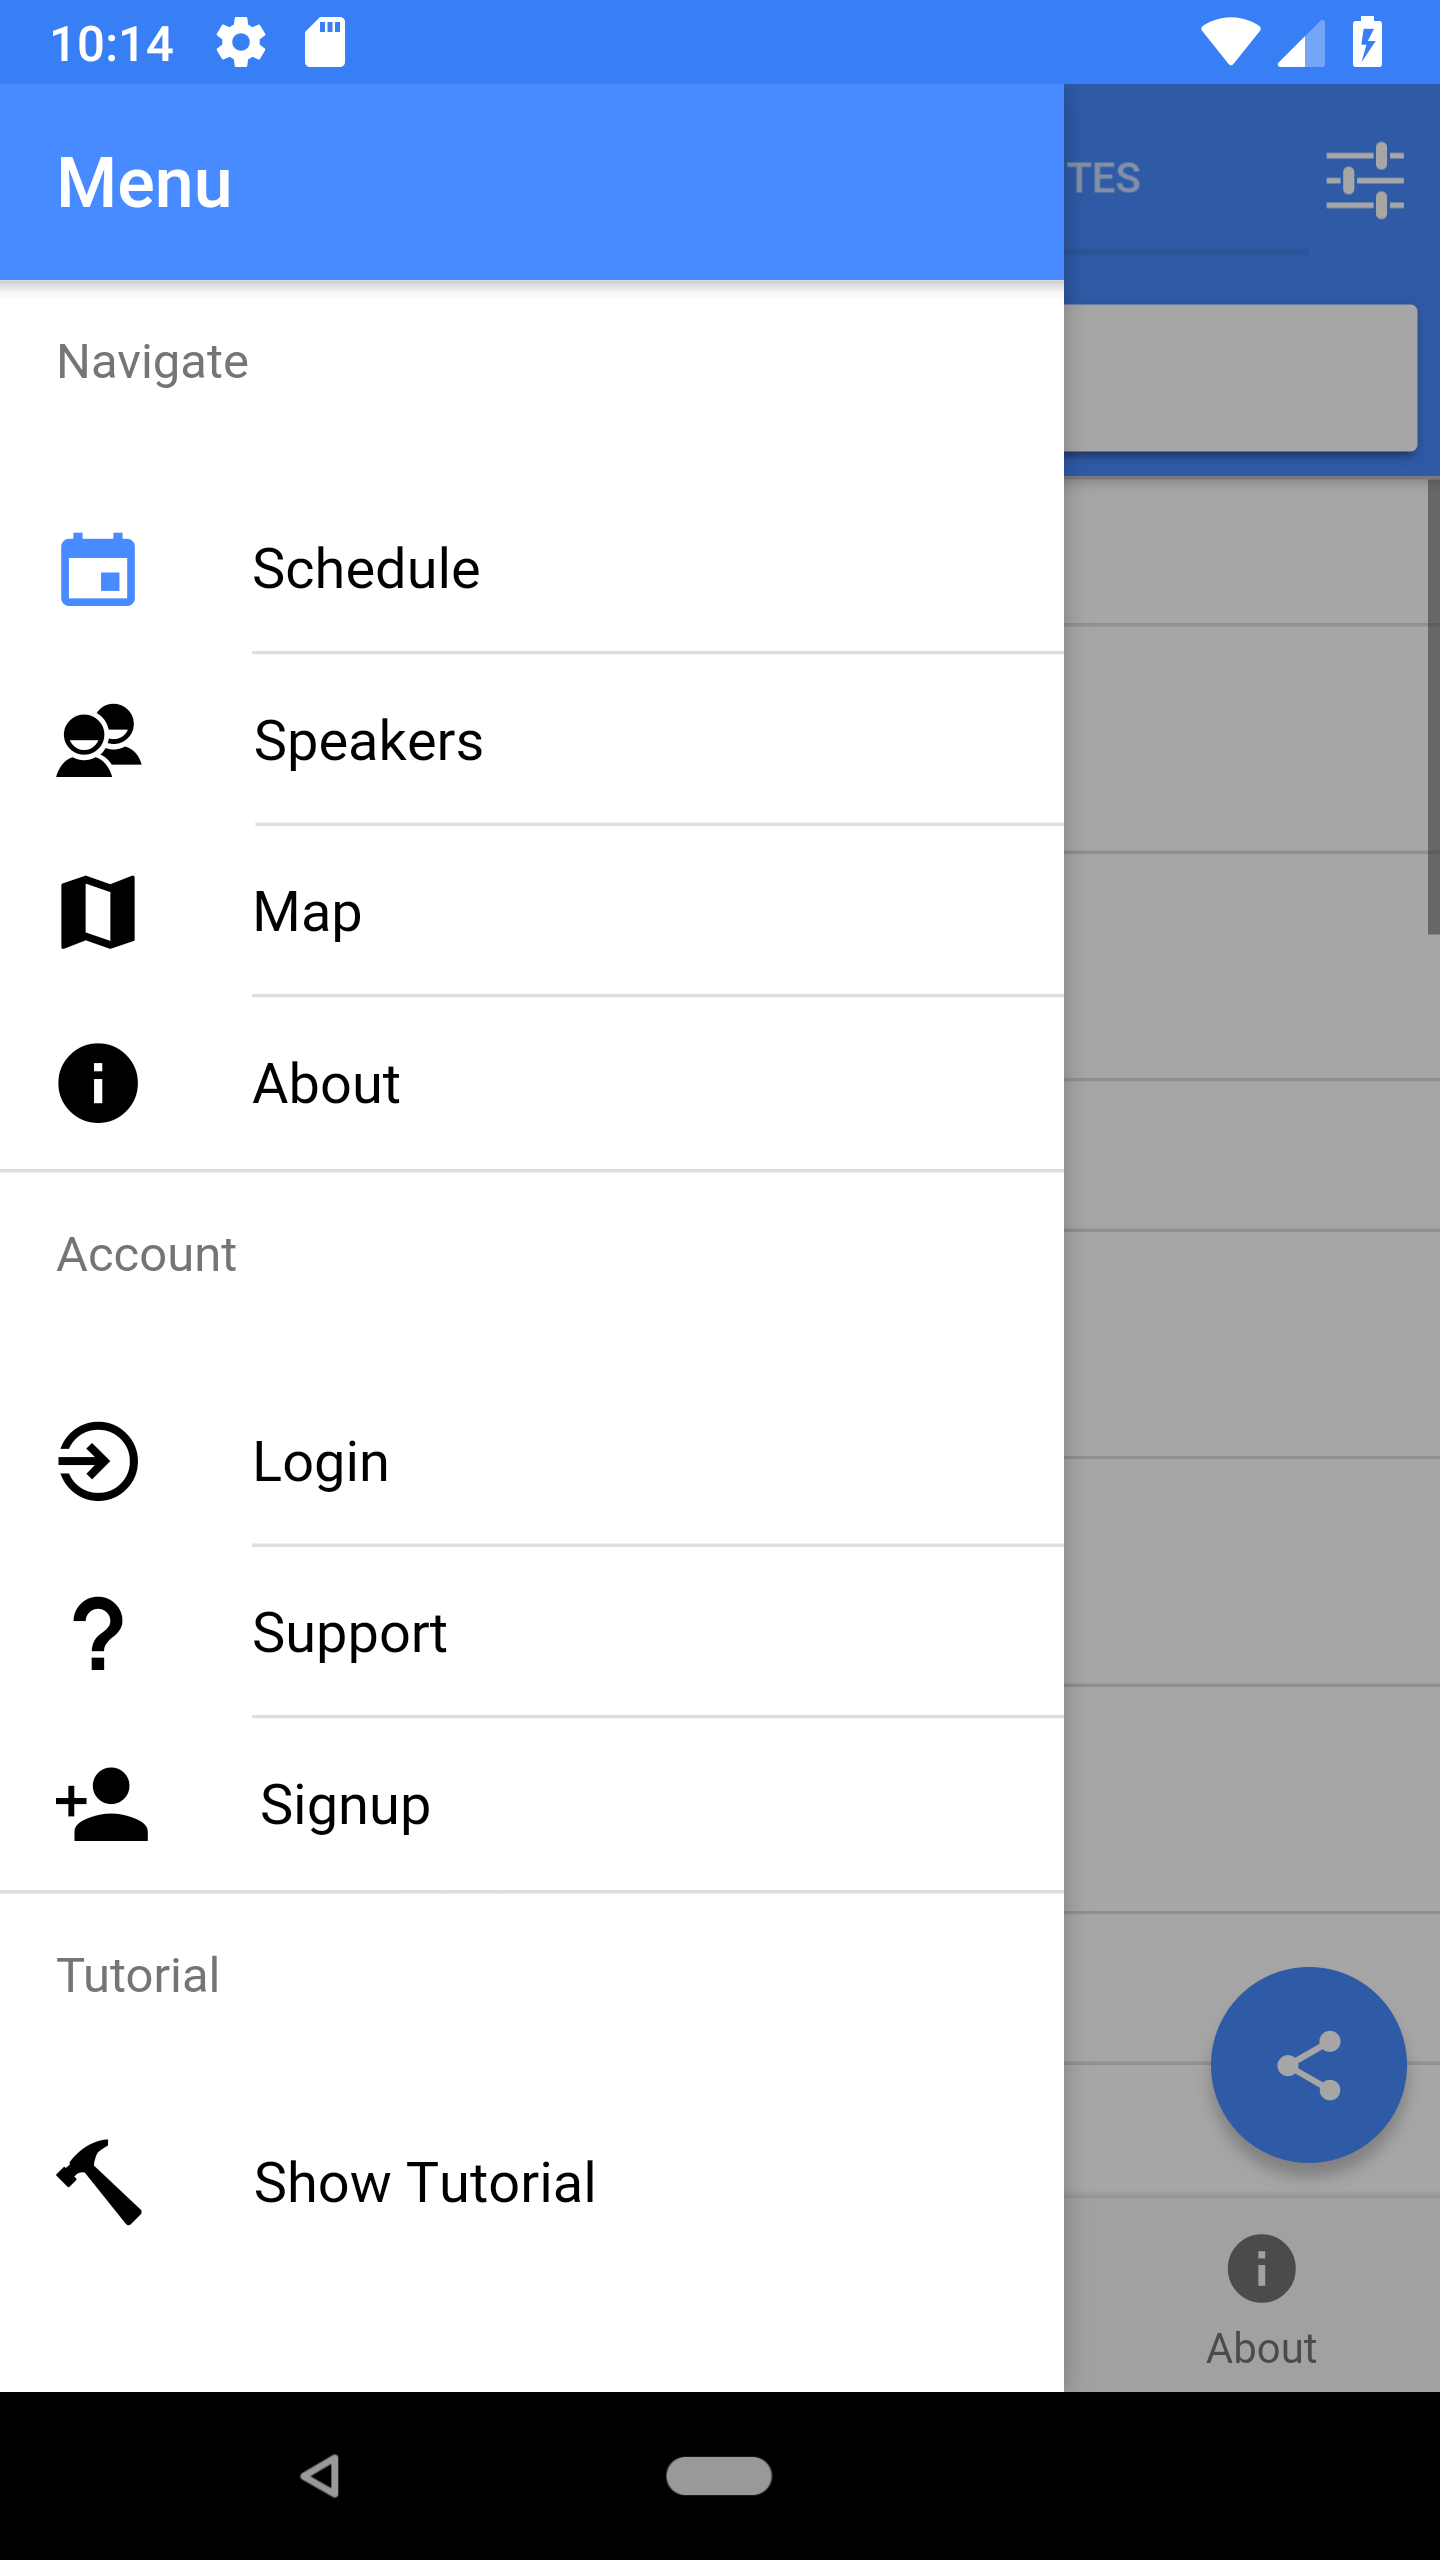 10:14
Menu
TES
Navigate
Schedule
Speakers
Map
About
Account
Login
Support
Signup
Tutorial
Show Tutorial
About